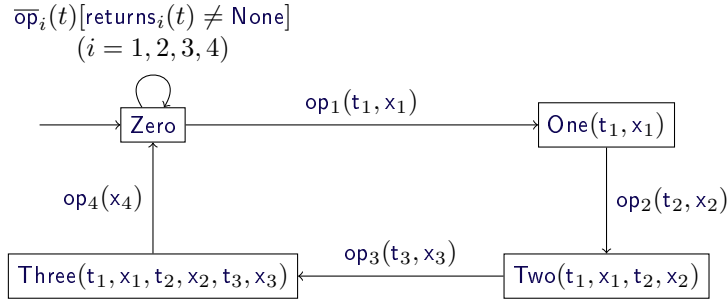 op̅ᵢ(t)[returnsᵢ(t) ≠ None]
(i = 1, 2, 3, 4)
Zero
op₁(t₁, x₁)
One(t₁, x₁)
op₄(x₄)
op₂(t₂, x₂)
Three(t₁, x₁, t₂, x₂, t₃, x₃)
op₃(t₃, x₃)
Two(t₁, x₁, t₂, x₂)